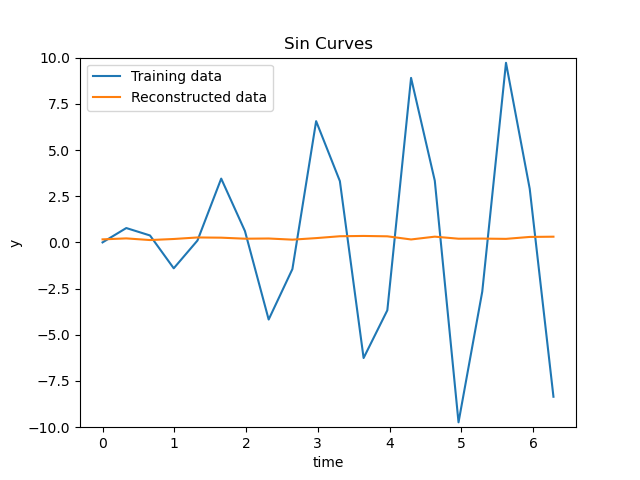 Sin Curves
Training data
Reconstructed data
10.0
7.5
5.0
2.5
0.0
−2.5
−5.0
−7.5
−10.0
y
0 1 2 3 4 5 6
time